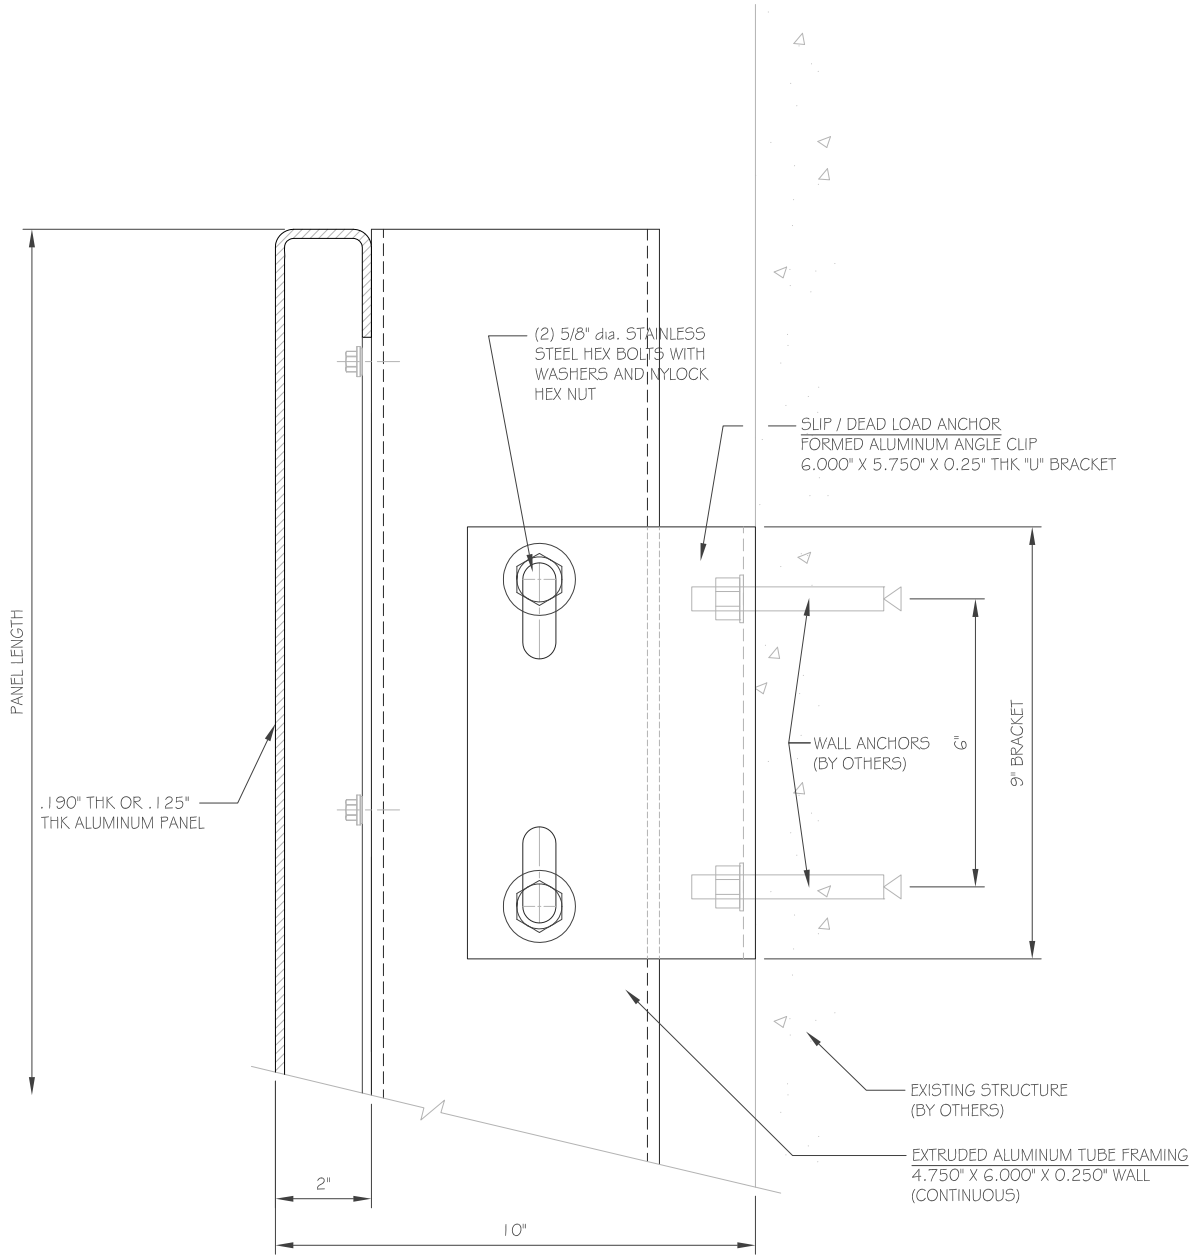 (2) 5/8" dia. STAINLESS
STEEL HEX BOLTS WITH
WASHERS AND NYLOCK
HEX NUT
SLIP / DEAD LOAD ANCHOR
FORMED ALUMINUM ANGLE CLIP
6.000" X 5.750" X 0.25" THK "U" BRACKET
PANEL LENGTH
.190" THK OR .125"
THK ALUMINUM PANEL
WALL ANCHORS
(BY OTHERS)
6"
9" BRACKET
EXISTING STRUCTURE
(BY OTHERS)
EXTRUDED ALUMINUM TUBE FRAMING
4.750" X 6.000" X 0.250" WALL
(CONTINUOUS)
2"
10"